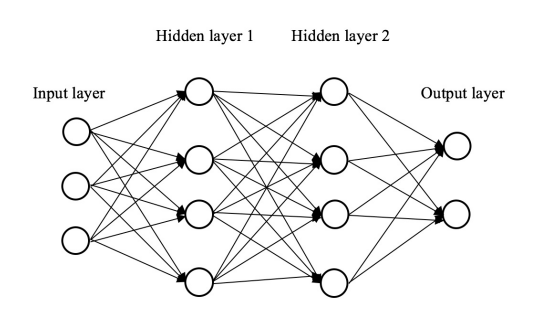 Hidden layer 1
Hidden layer 2
Input layer
Output layer